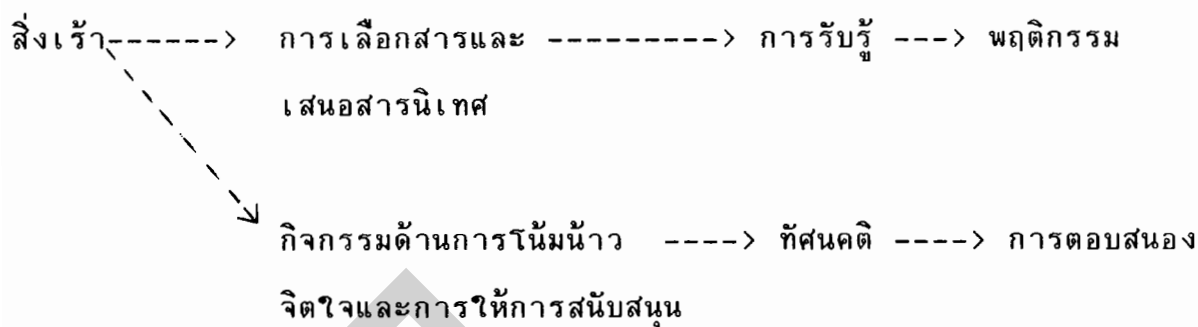 สิ่งเร้า------> การเลือกสารและ ---------> การรับรู้ ---> พฤติกรรม
เสนอสารนิเทศ
กิจกรรมด้านการโน้มน้าว ----> ทัศนคติ ----> การตอบสนอง
จิตใจและการให้การสนับสนุน